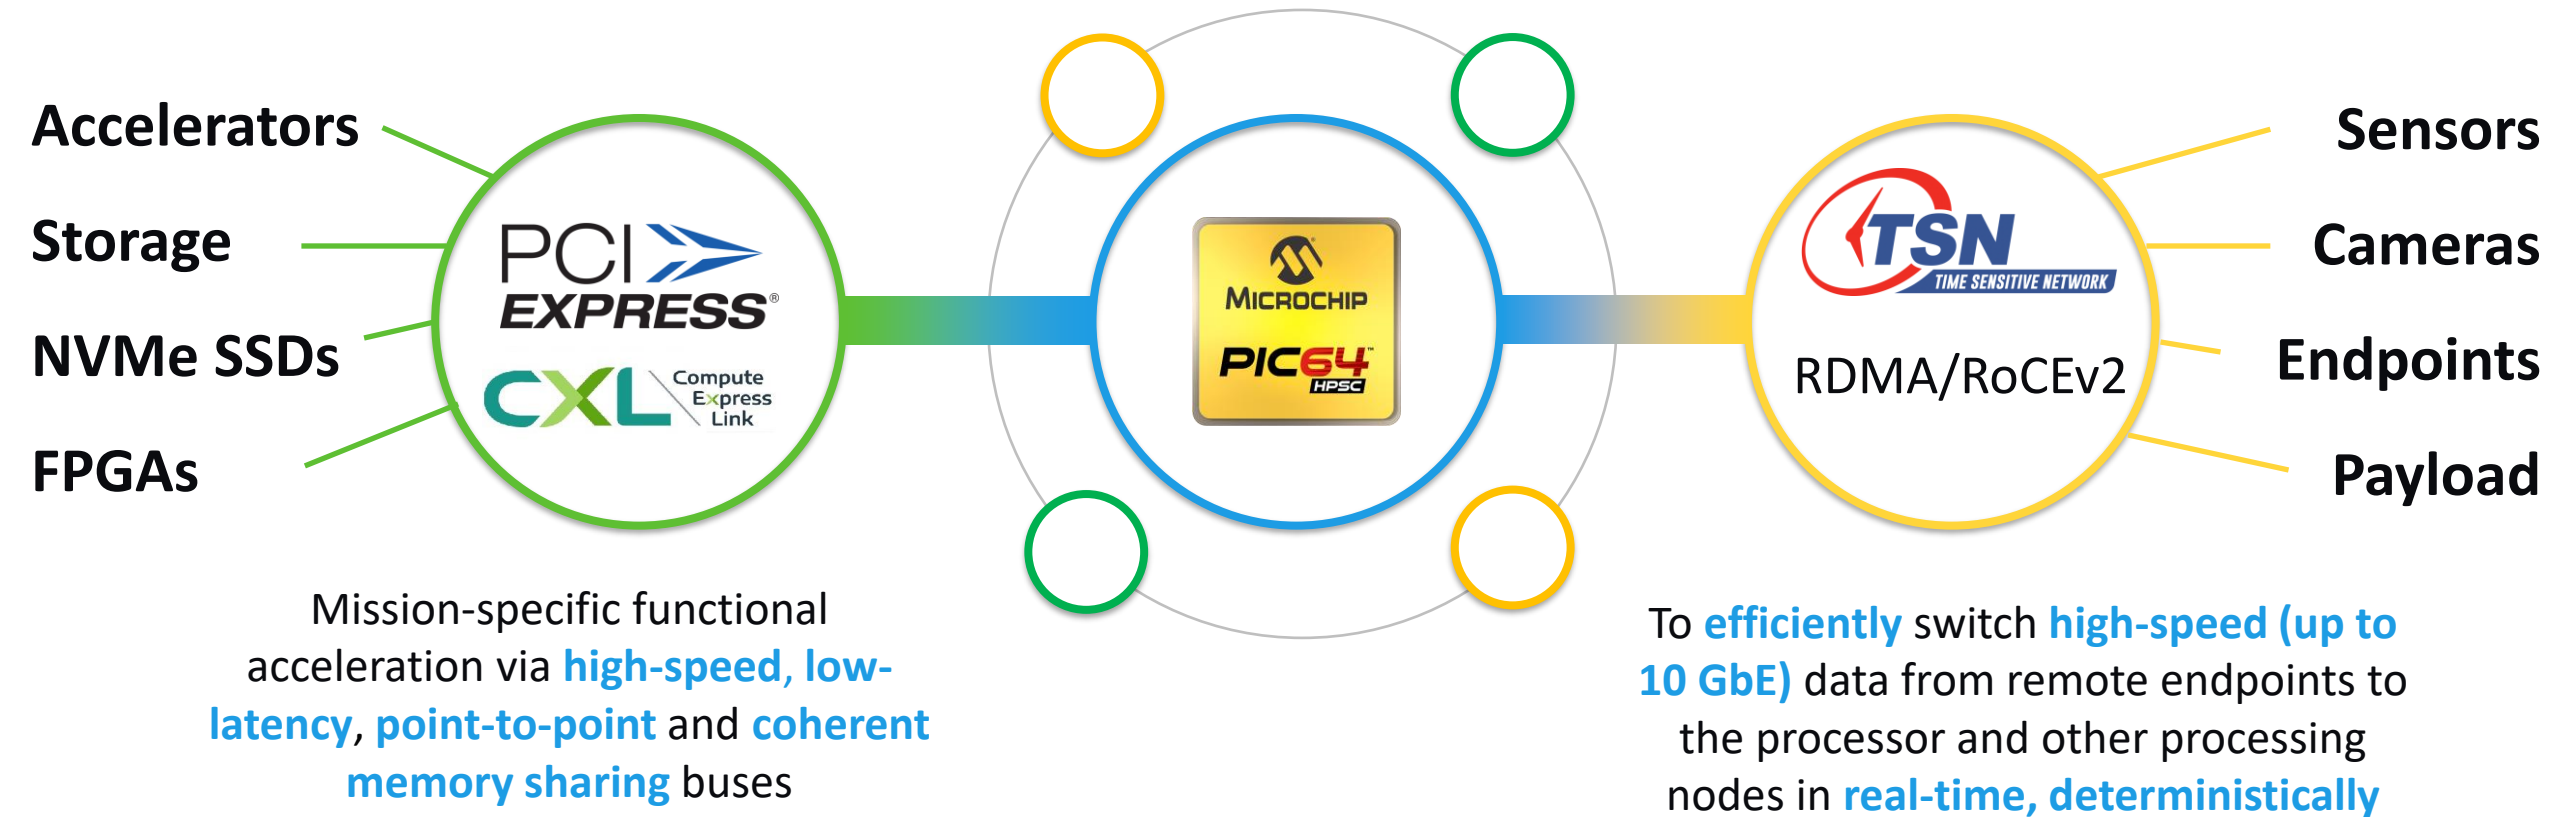 Accelerators
Storage
NVMe SSDs
FPGAs
PCI
EXPRESS®
CXL
Compute
Express
Link
MICROCHIP
PIC64™
HPSC
TSN
TIME SENSITIVE NETWORK
RDMA/RoCEv2
Sensors
Cameras
Endpoints
Payload
Mission-specific functional
acceleration via high-speed, low-
latency, point-to-point and coherent
memory sharing buses
To efficiently switch high-speed (up to
10 GbE) data from remote endpoints to
the processor and other processing
nodes in real-time, deterministically